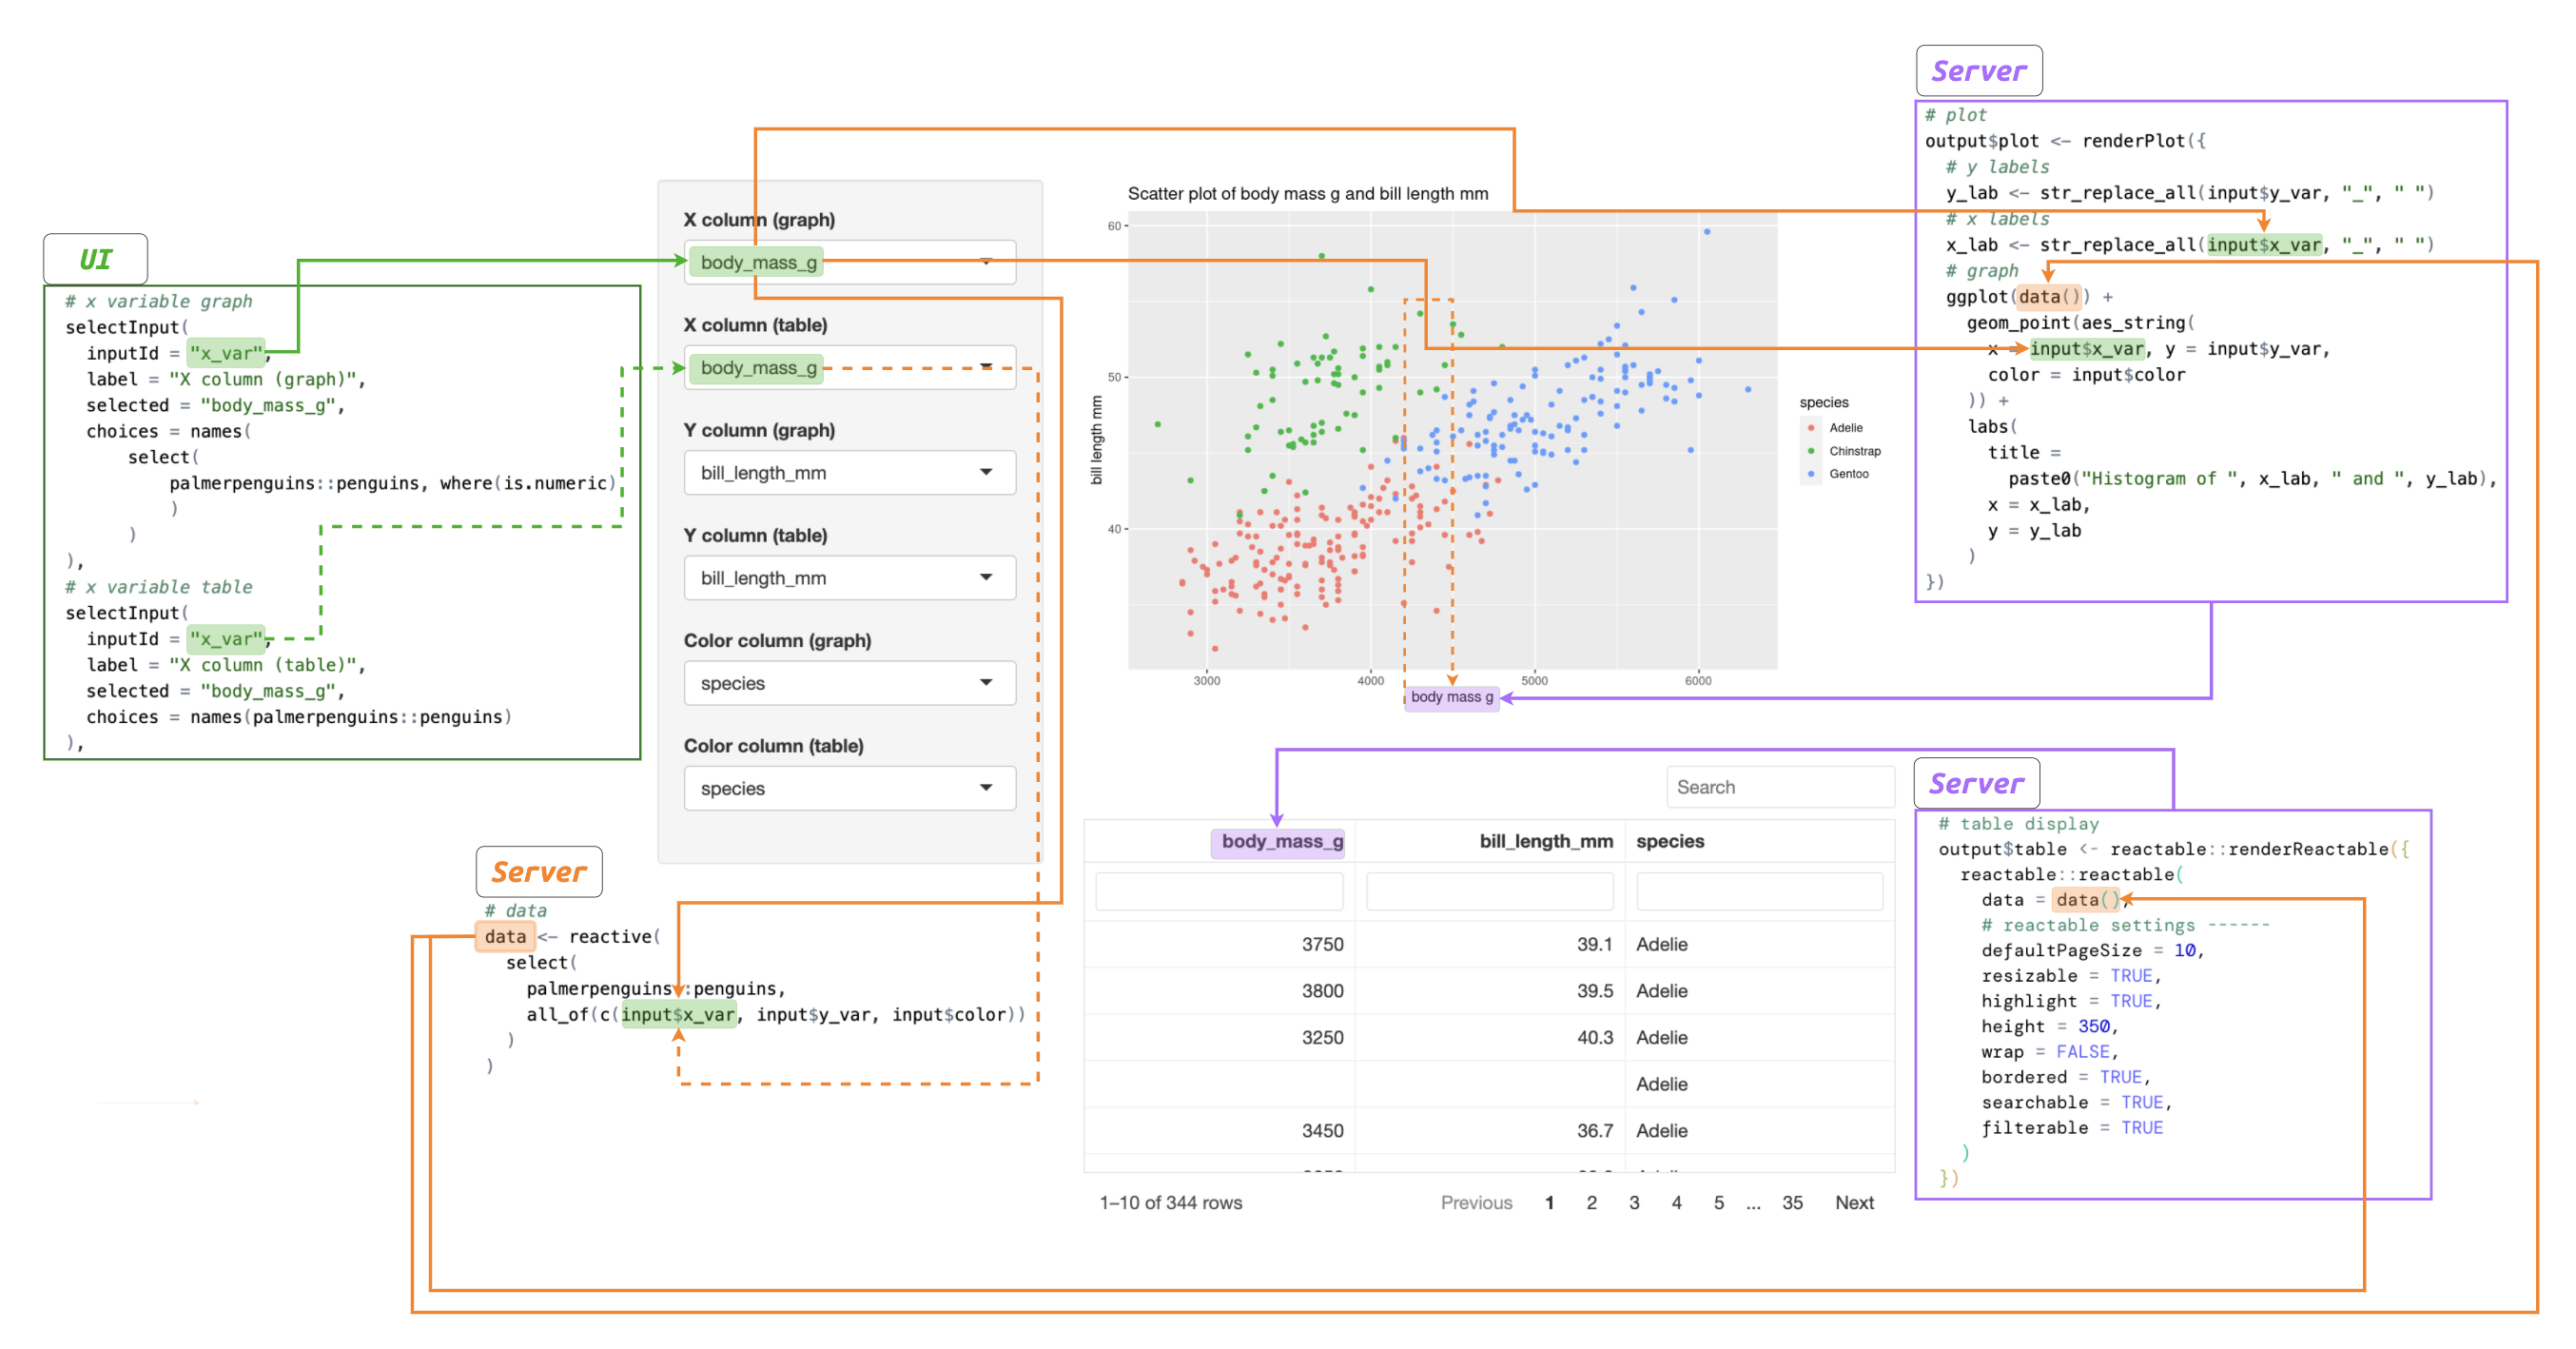 UI
# x variable graph
selectInput(
inputId = "x_var",
label = "X column (graph)",
selected = "body_mass_g",
choices = names(
select(
palmerpenguins::penguins, where(is.numeric)
)
)
),
# x variable table
selectInput(
inputId = "x_var",
label = "X column (table)",
selected = "body_mass_g",
choices = names(palmerpenguins::penguins)
),
X column (graph)
body_mass_g
X column (table)
body_mass_g
Y column (graph)
bill_length_mm
Y column (table)
bill_length_mm
Color column (graph)
species
Color column (table)
species
Server
# data
data <- reactive(
select(
palmerpenguins::penguins,
all_of(c(input$x_var, input$y_var, input$color))
)
)
Scatter plot of body mass g and bill length mm
60
50
40
bill length mm
3000 4000 5000 6000
body mass g
species
Adelie
Chinstrap
Gentoo
Search
body_mass_g bill_length_mm species
3750 39.1 Adelie
3800 39.5 Adelie
3250 40.3 Adelie
Adelie
3450 36.7 Adelie
1–10 of 344 rows Previous 1 2 3 4 5 ... 35 Next
Server
# plot
output$plot <- renderPlot({
# y labels
y_lab <- str_replace_all(input$y_var, "_", " ")
# x labels
x_lab <- str_replace_all(input$x_var, "_", " ")
# graph
ggplot(data()) +
geom_point(aes_string(
x = input$x_var, y = input$y_var,
color = input$color
)) +
labs(
title =
paste0("Histogram of ", x_lab, " and ", y_lab),
x = x_lab,
y = y_lab
)
})
Server
# table display
output$table <- reactable::renderReactable({
reactable::reactable(
data = data(),
# reactable settings ------
defaultPageSize = 10,
resizable = TRUE,
highlight = TRUE,
height = 350,
wrap = FALSE,
bordered = TRUE,
searchable = TRUE,
filterable = TRUE
)
})